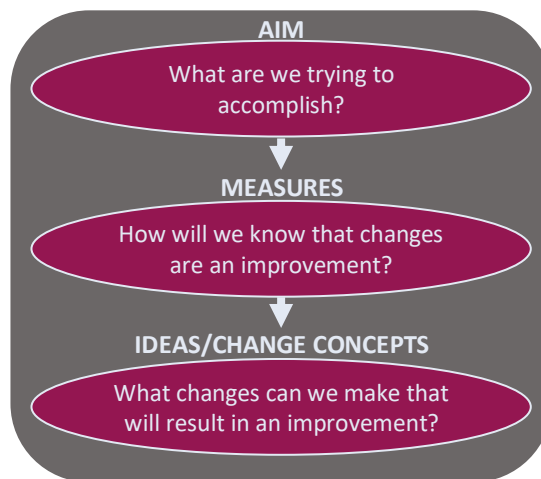 AIM
What are we trying to
accomplish?
MEASURES
How will we know that changes
are an improvement?
IDEAS/CHANGE CONCEPTS
What changes can we make that
will result in an improvement?